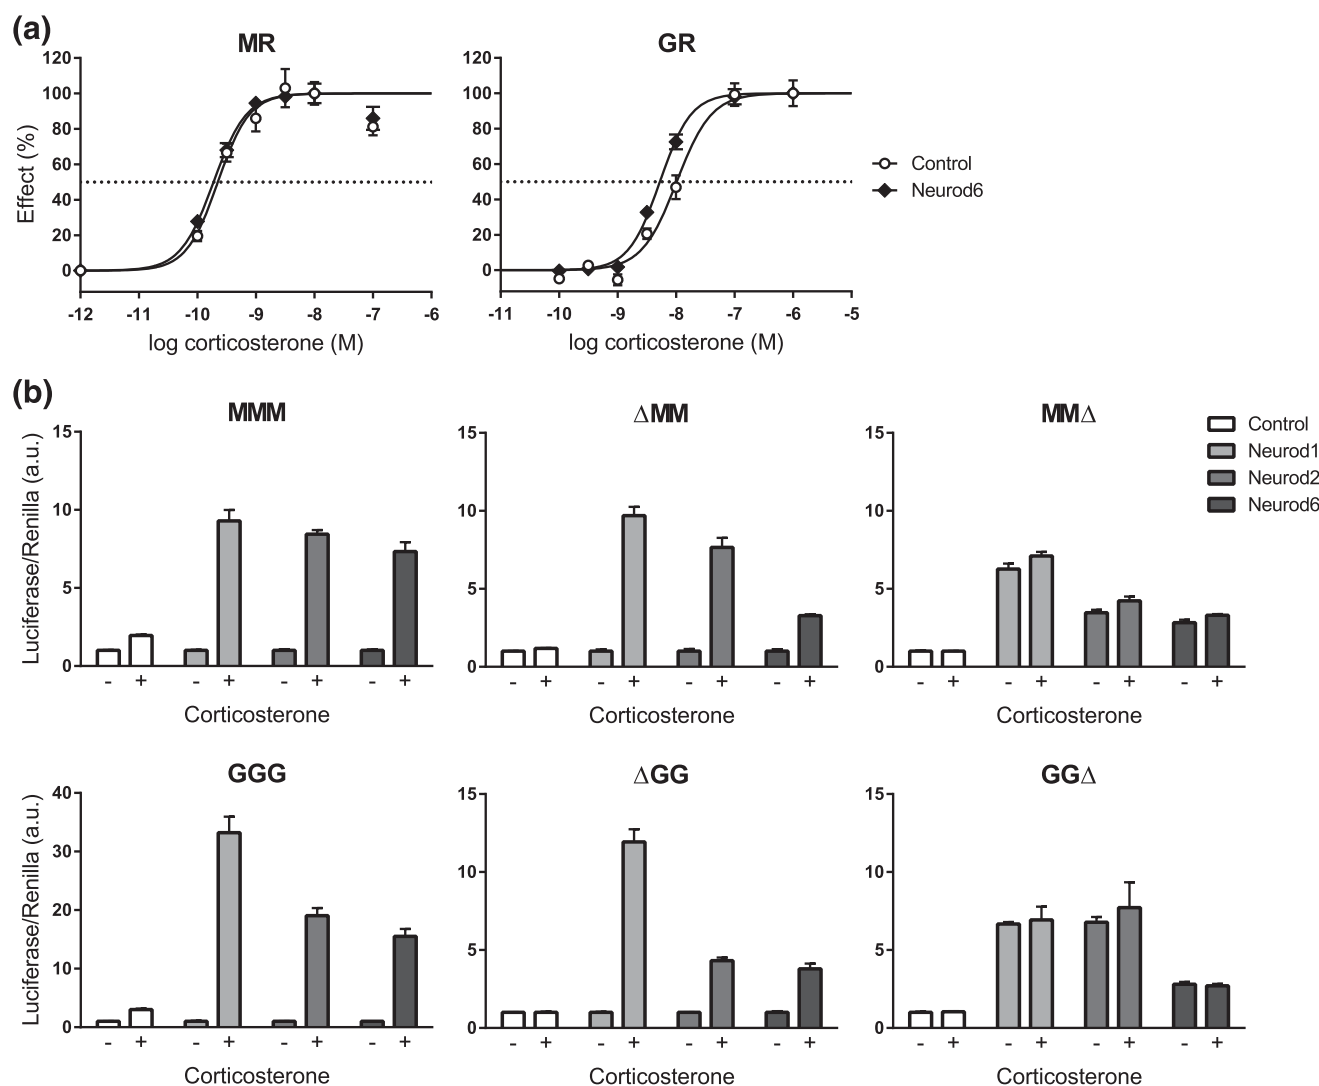 (a)
MR
GR
120
100
80
60
40
20
0
Effect (%)
-12 -11 -10 -9 -8 -7 -6
log corticosterone (M)
120
100
80
60
40
20
0
-11 -10 -9 -8 -7 -6 -5
log corticosterone (M)
Control
Neurod6
(b)
MMM
15
10
5
0
Luciferase/Renilla (a.u.)
- + - + - + - +
Corticosterone
ΔMM
15
10
5
0
- + - + - + - +
Corticosterone
MMΔ
15
10
5
0
- + - + - + - +
Corticosterone
Control
Neurod1
Neurod2
Neurod6
GGG
40
30
20
10
0
Luciferase/Renilla (a.u.)
- + - + - + - +
Corticosterone
ΔGG
15
10
5
0
- + - + - + - +
Corticosterone
GGΔ
15
10
5
0
- + - + - + - +
Corticosterone